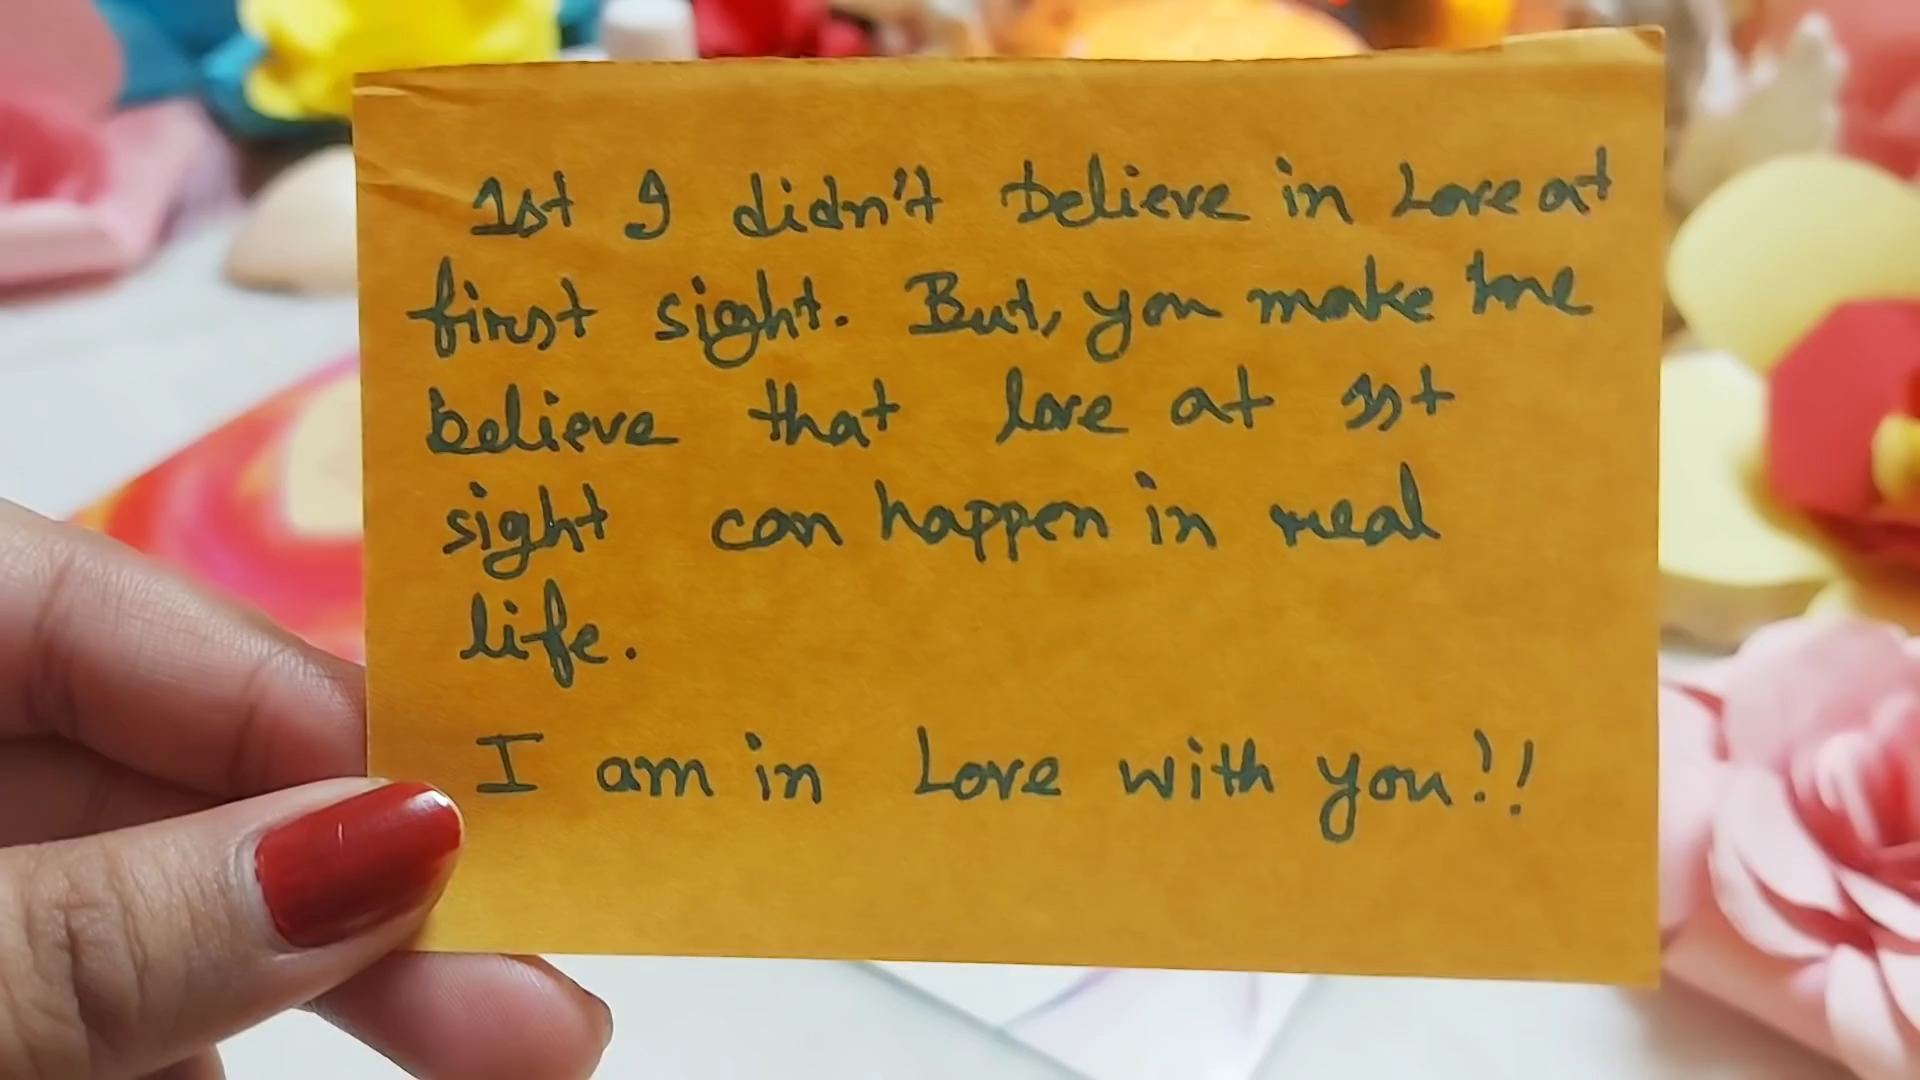 1st I didn't believe in Love at
first sight. But, you make me
believe that love at 1st
sight can happen in real
life.
I am in Love with you!!